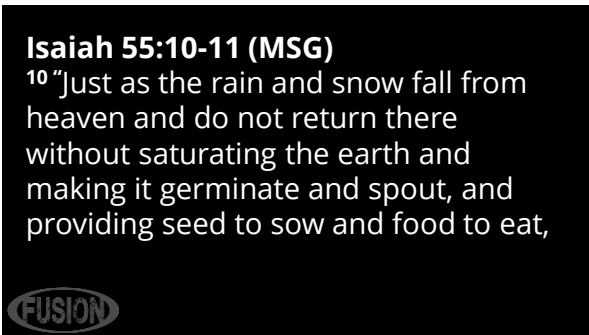 Isaiah 55:10-11 (MSG)
10 “Just as the rain and snow fall from
heaven and do not return there
without saturating the earth and
making it germinate and spout, and
providing seed to sow and food to eat,
FUSION